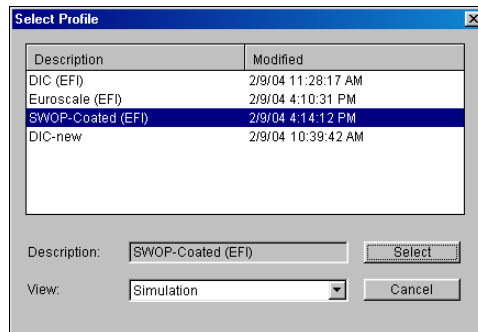 Select Profile
Description Modified
DIC (EFI) 2/9/04 11:28:17 AM
Euroscale (EFI) 2/9/04 4:10:31 PM
SWOP-Coated (EFI) 2/9/04 4:14:12 PM
DIC-new 2/9/04 10:39:42 AM
Description: SWOP-Coated (EFI) Select
View: Simulation Cancel